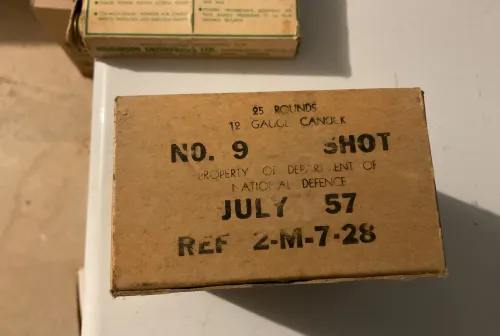 25 ROUNDS
12 GAUGE CANUCK
NO. 9 SHOT
PROPERTY OF DEPARTMENT OF
NATIONAL DEFENCE
JULY 57
REF 2-M-7-28